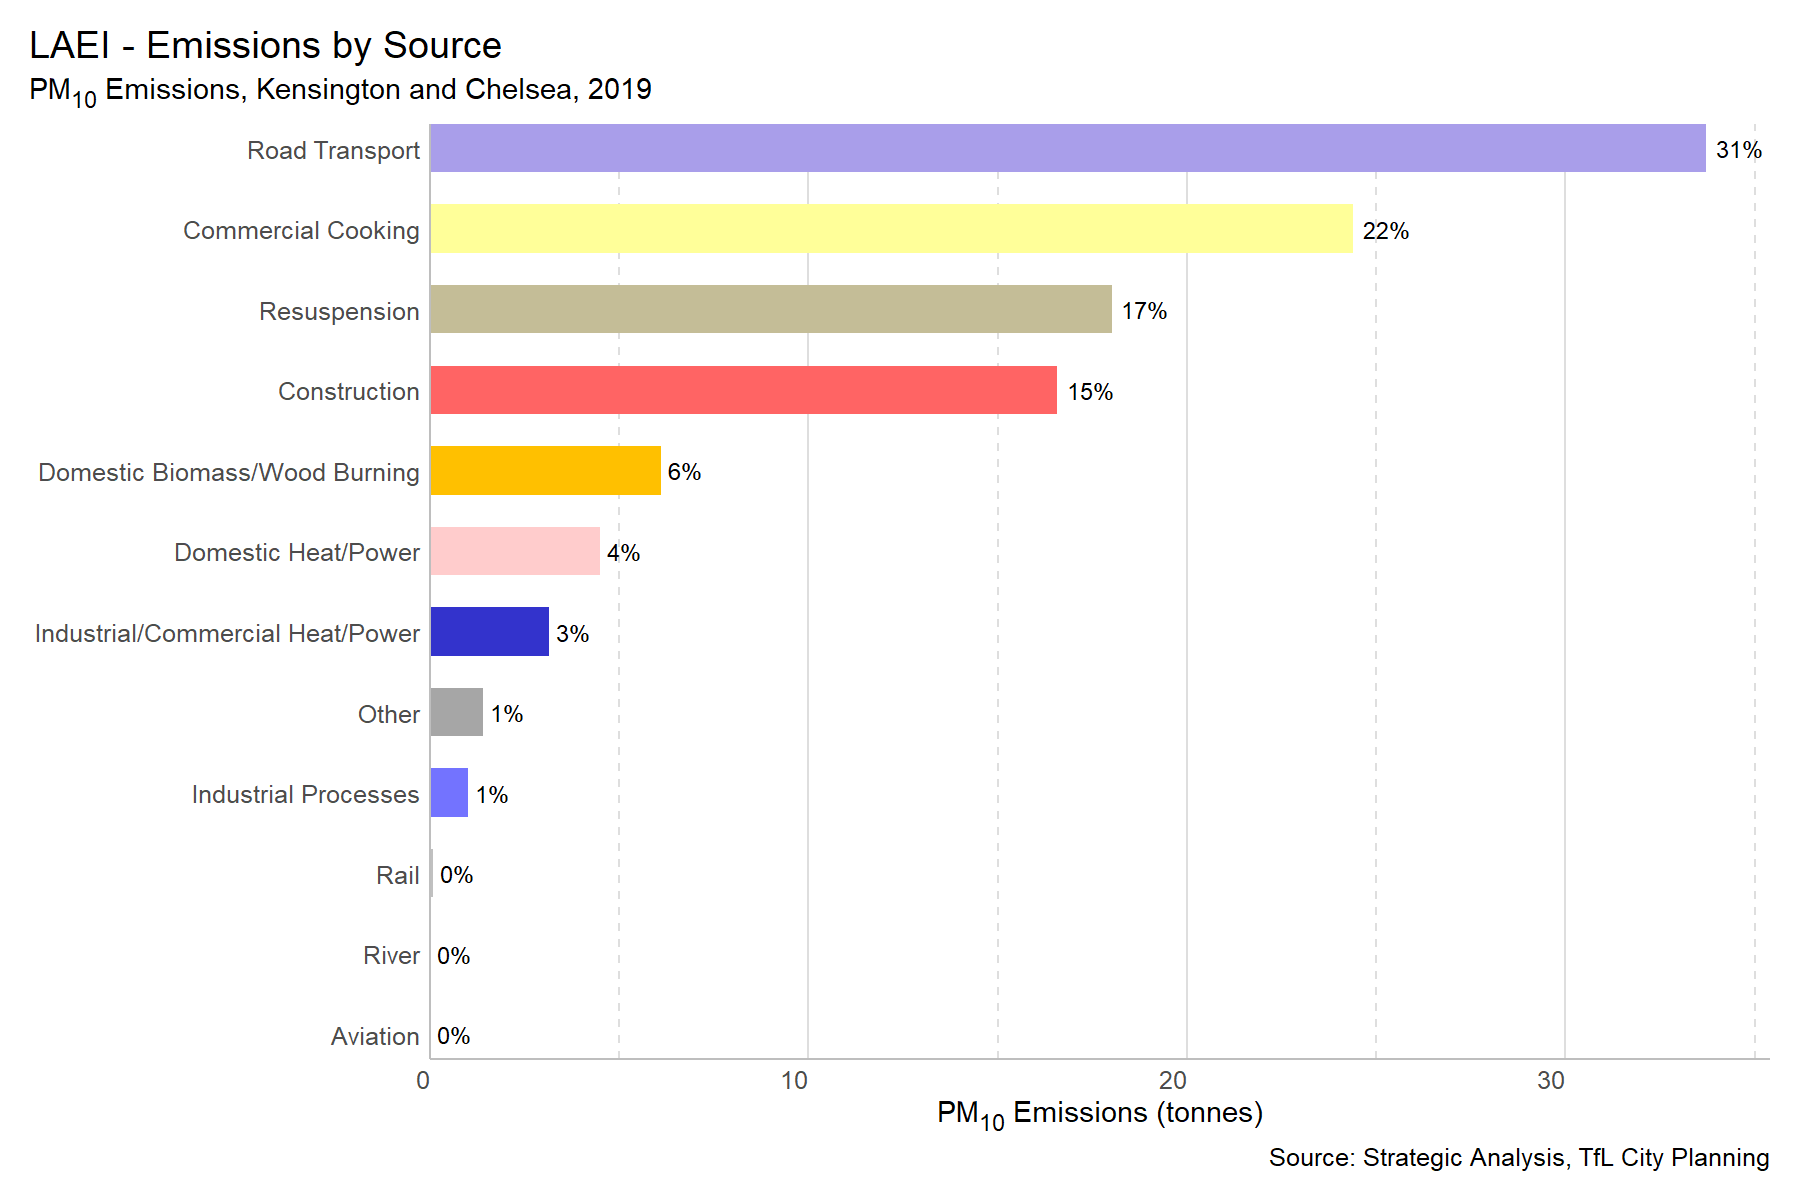 LAEI - Emissions by Source
PM10 Emissions, Kensington and Chelsea, 2019
Road Transport 31%
Commercial Cooking 22%
Resuspension 17%
Construction 15%
Domestic Biomass/Wood Burning 6%
Domestic Heat/Power 4%
Industrial/Commercial Heat/Power 3%
Other 1%
Industrial Processes 1%
Rail 0%
River 0%
Aviation 0%
0 10 20 30
PM10 Emissions (tonnes)
Source: Strategic Analysis, TfL City Planning